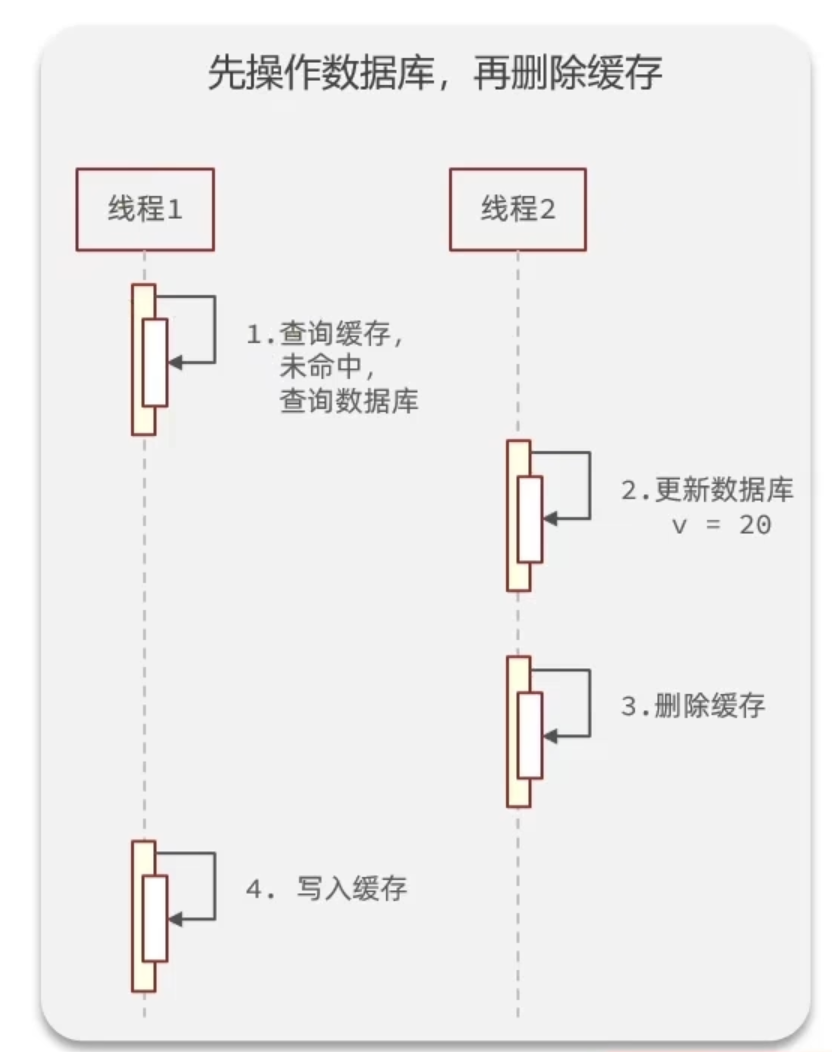 先操作数据库，再删除缓存
线程1
线程2
1.查询缓存,
未命中,
查询数据库
2.更新数据库
v = 20
3.删除缓存
4. 写入缓存